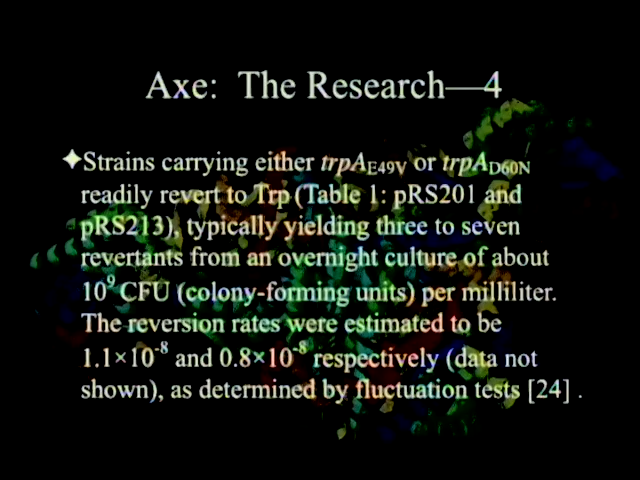 Axe: The Research—4
✦Strains carrying either trpA_E49V or trpA_D60N
readily revert to Trp (Table 1: pRS201 and
pRS213), typically yielding three to seven
revertants from an overnight culture of about
10⁹ CFU (colony-forming units) per milliliter.
The reversion rates were estimated to be
1.1×10⁻⁸ and 0.8×10⁻⁸ respectively (data not
shown), as determined by fluctuation tests [24] .